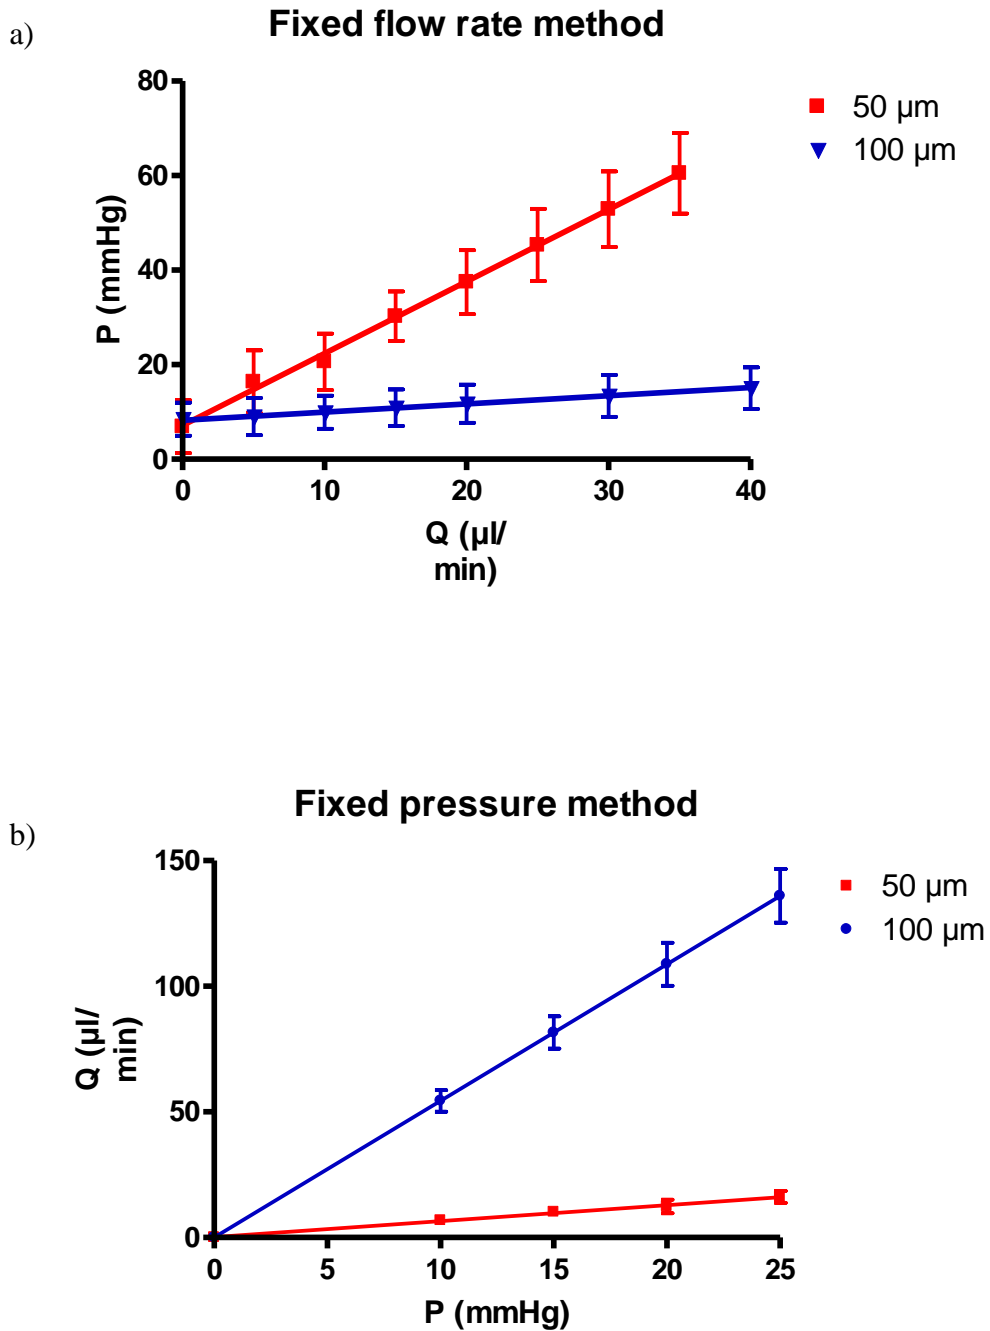 a)
Fixed flow rate method
80
60
40
20
0
P (mmHg)
0 10 20 30 40
Q (µl/
min)
50 µm
100 µm
b)
Fixed pressure method
150
100
50
0
Q (µl/
min)
0 5 10 15 20 25
P (mmHg)
50 µm
100 µm